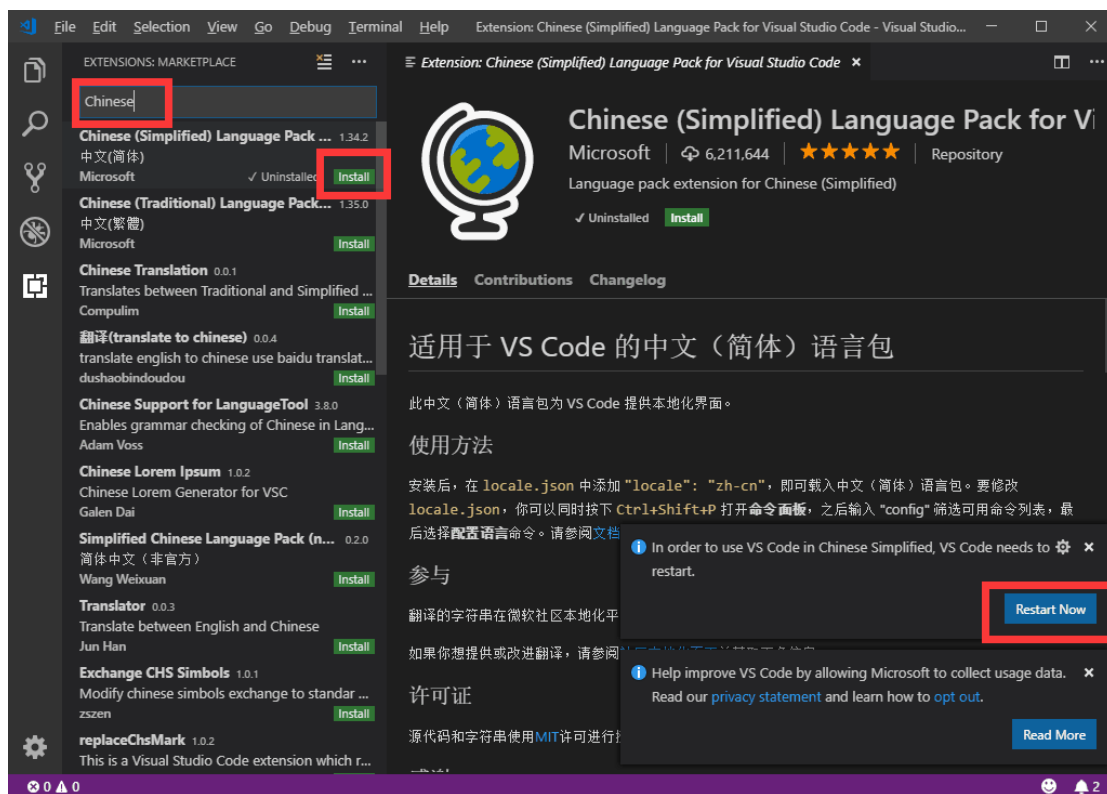 File Edit Selection View Go Debug Terminal Help Extension: Chinese (Simplified) Language Pack for Visual Studio Code - Visual Studio...
EXTENSIONS: MARKETPLACE
Chinese
Chinese (Simplified) Language Pack ... 1.34.2
中文(简体)
Microsoft ✓ Uninstalled Install
Chinese (Traditional) Language Pack... 1.35.0
中文(繁體)
Microsoft Install
Chinese Translation 0.0.1
Translates between Traditional and Simplified ...
Compulim Install
翻译(translate to chinese) 0.0.4
translate english to chinese use baidu translat...
dushaobindoudou Install
Chinese Support for LanguageTool 3.8.0
Enables grammar checking of Chinese in Lang...
Adam Voss Install
Chinese Lorem Ipsum 1.0.2
Chinese Lorem Generator for VSC
Galen Dai Install
Simplified Chinese Language Pack (n... 0.2.0
简体中文（非官方）
Wang Weixuan Install
Translator 0.0.3
Translate between English and Chinese
Jun Han Install
Exchange CHS Simbols 1.0.1
Modify chinese simbols exchange to standar ...
zszen Install
replaceChsMark 1.0.2
This is a Visual Studio Code extension which r...
Extension: Chinese (Simplified) Language Pack for Visual Studio Code
Chinese (Simplified) Language Pack for Vi
Microsoft 6,211,644 ★★★★★ Repository
Language pack extension for Chinese (Simplified)
✓ Uninstalled Install
Details Contributions Changelog
适用于 VS Code 的中文（简体）语言包
此中文（简体）语言包为 VS Code 提供本地化界面。
使用方法
安装后，在 locale.json 中添加 "locale": "zh-cn"，即可载入中文（简体）语言包。要修改
locale.json，你可以同时按下 Ctrl+Shift+P 打开命令面板，之后输入 "config" 筛选可用命令列表，最
后选择配置语言命令。请参阅文档
参与
翻译的字符串在微软社区本地化平
如果你想提供或改进翻译，请参阅
许可证
源代码和字符串使用MIT许可进行
In order to use VS Code in Chinese Simplified, VS Code needs to
restart.
Restart Now
Help improve VS Code by allowing Microsoft to collect usage data.
Read our privacy statement and learn how to opt out.
Read More
0 0 2